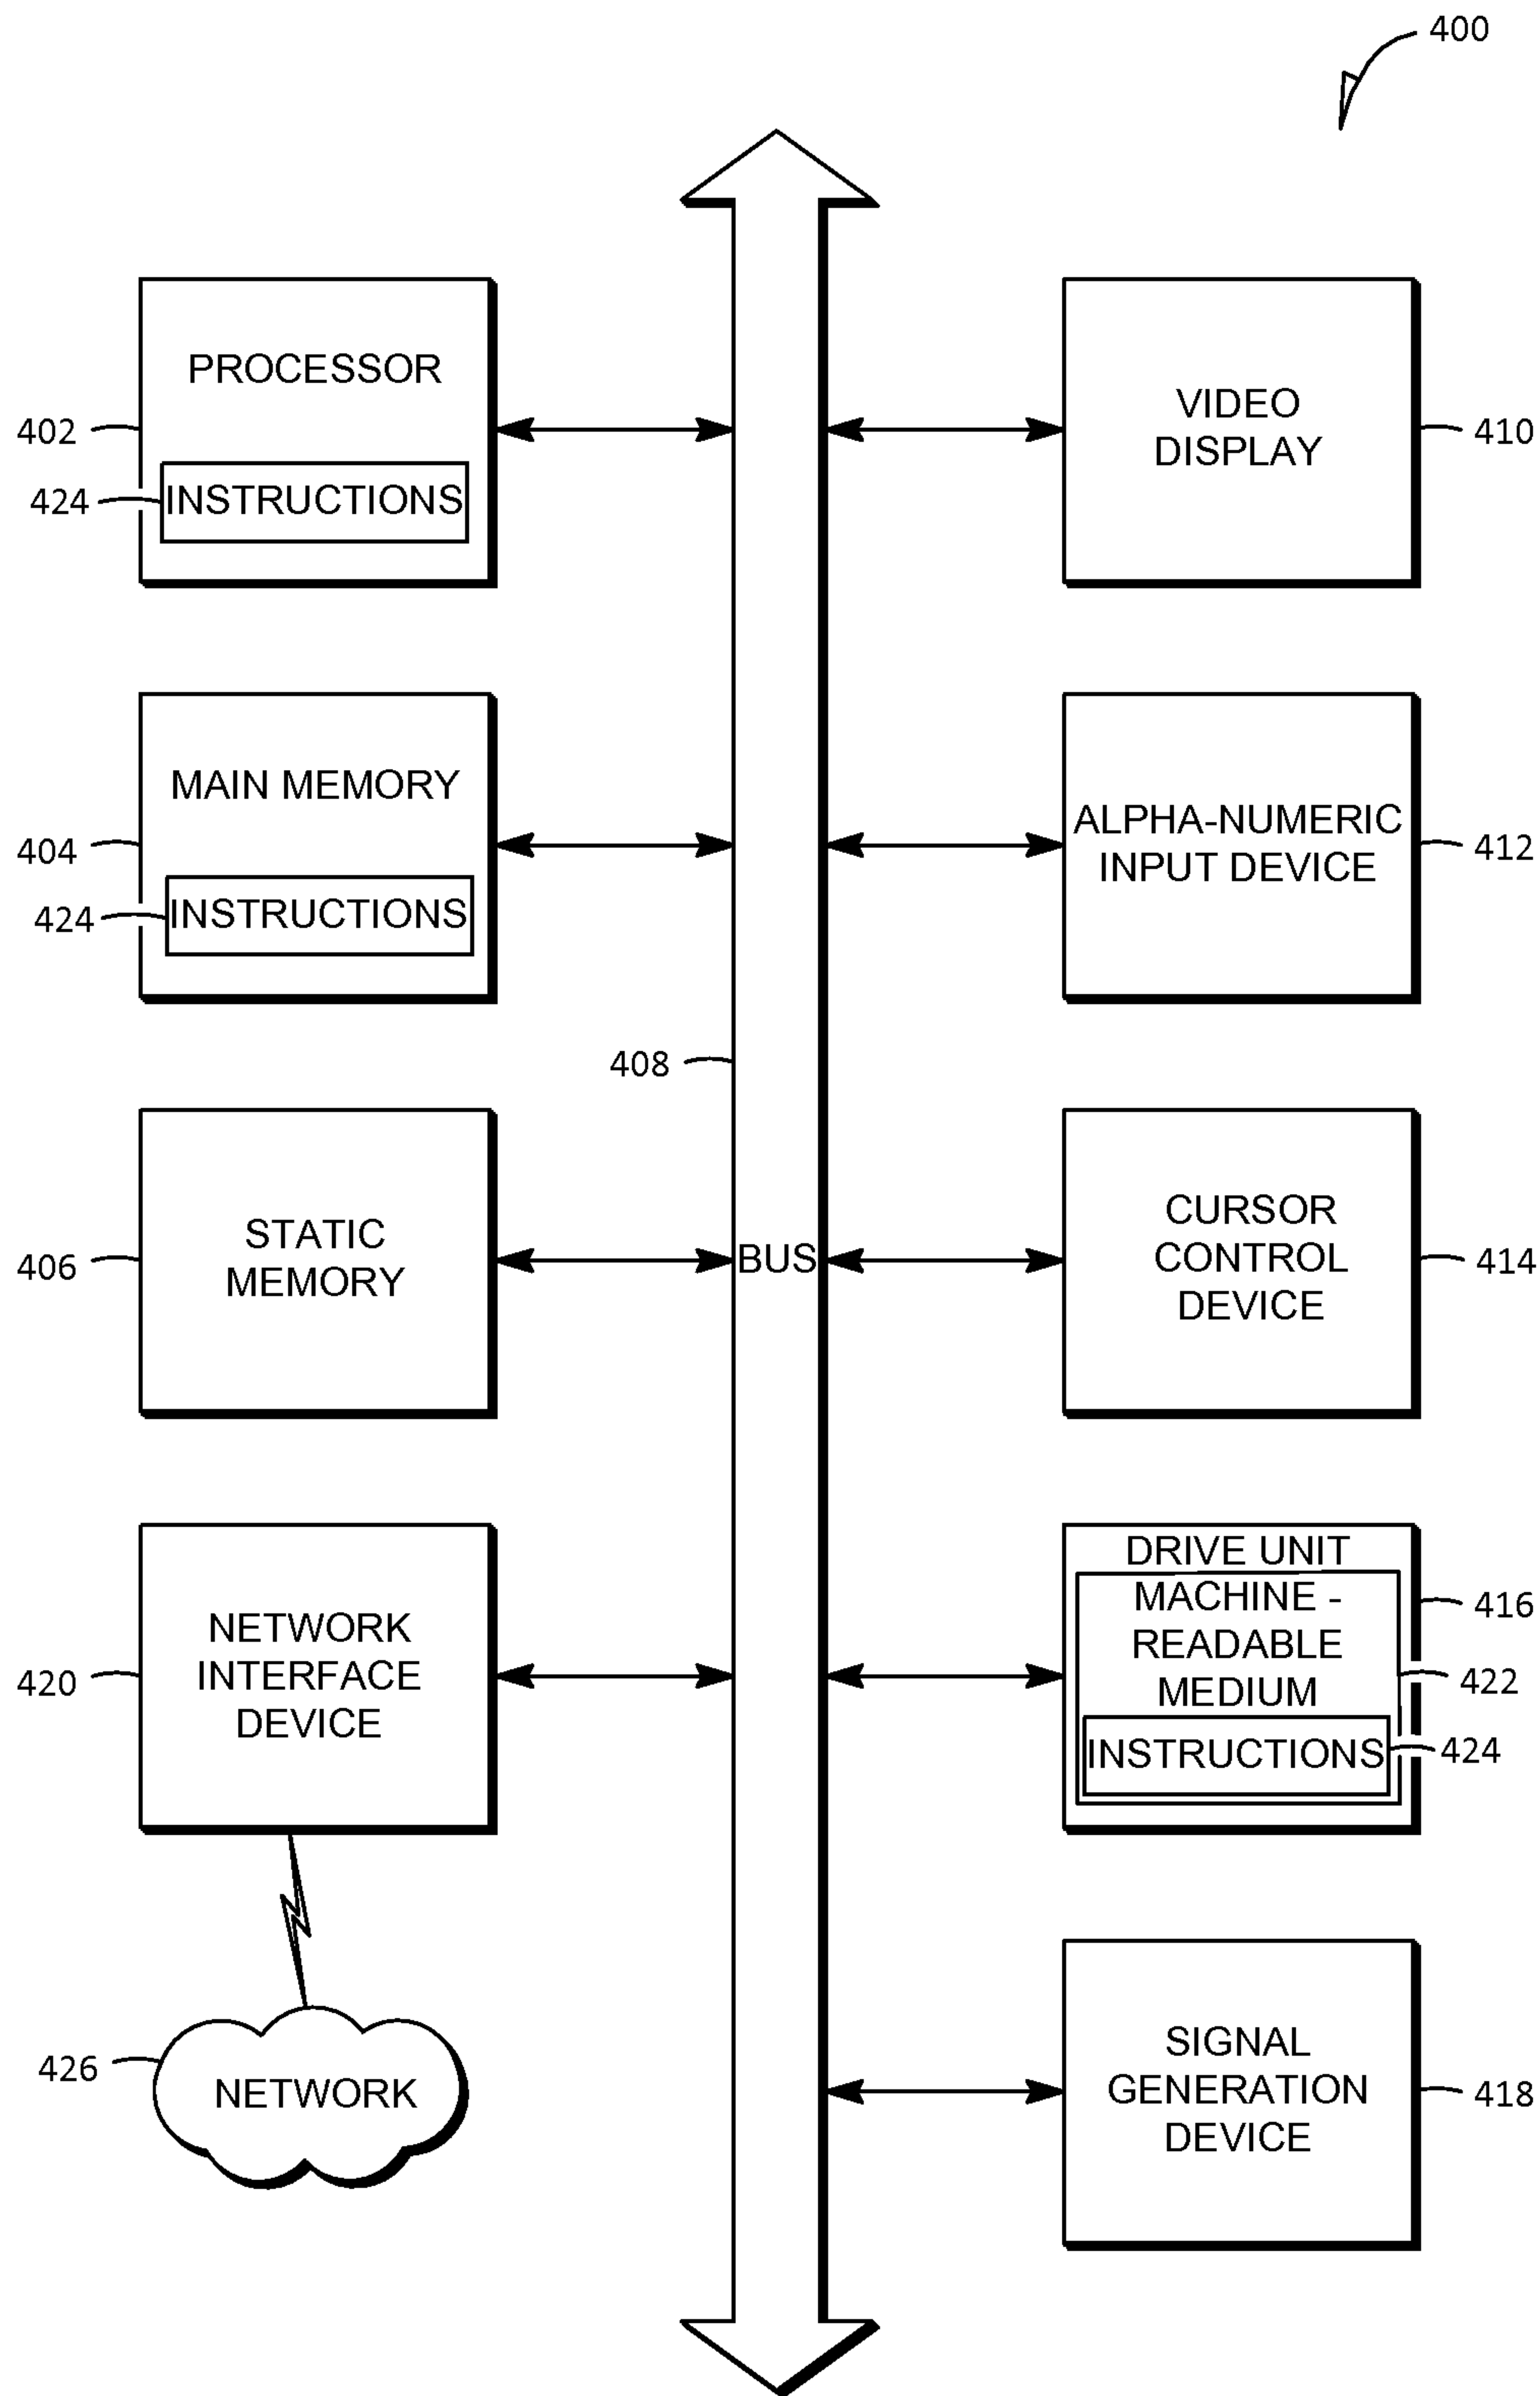 400
PROCESSOR
402
424
INSTRUCTIONS
VIDEO
DISPLAY
410
MAIN MEMORY
404
424
INSTRUCTIONS
ALPHA-NUMERIC
INPUT DEVICE
412
408
STATIC
MEMORY
406
BUS
CURSOR
CONTROL
DEVICE
414
NETWORK
INTERFACE
DEVICE
420
DRIVE UNIT
MACHINE -
READABLE
MEDIUM
416
422
INSTRUCTIONS
424
426
NETWORK
SIGNAL
GENERATION
DEVICE
418